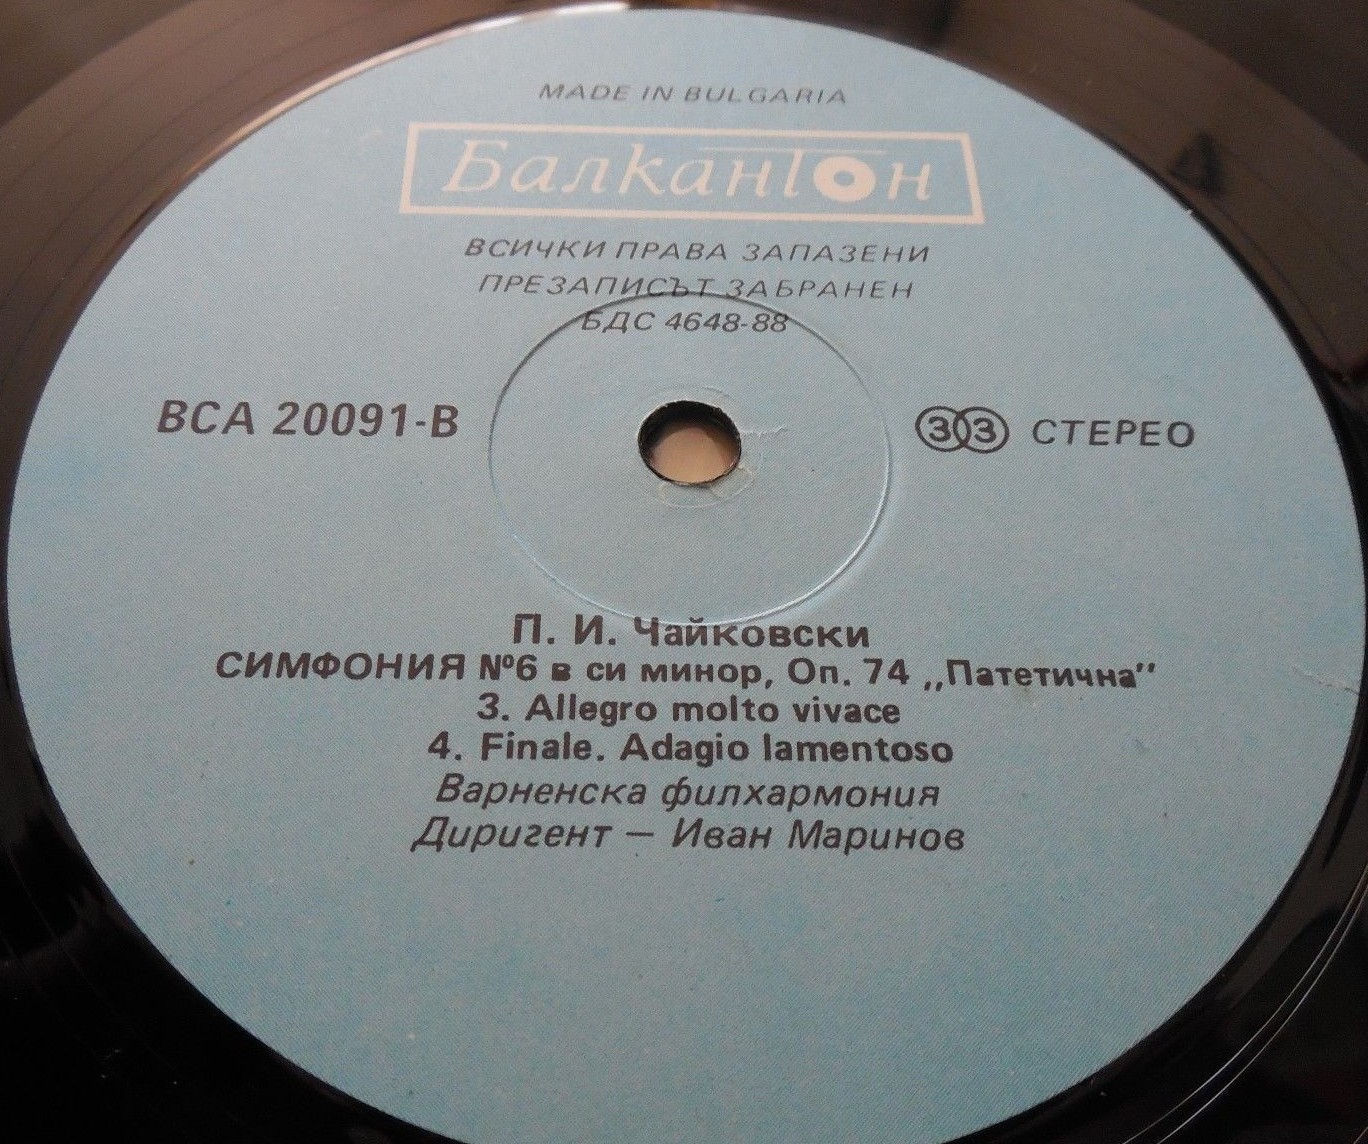 MADE IN BULGARIA
Балкантон
ВСИЧКИ ПРАВА ЗАПАЗЕНИ
ПРЕЗАПИСЪТ ЗАБРАНЕН
БДС 4648-88
ВСА 20091-В
33 СТЕРЕО
П. И. Чайковски
СИМФОНИЯ №6 в си минор, Оп. 74 „Патетична”
3. Allegro molto vivace
4. Finale. Adagio lamentoso
Варненска филхармония
Диригент — Иван Маринов